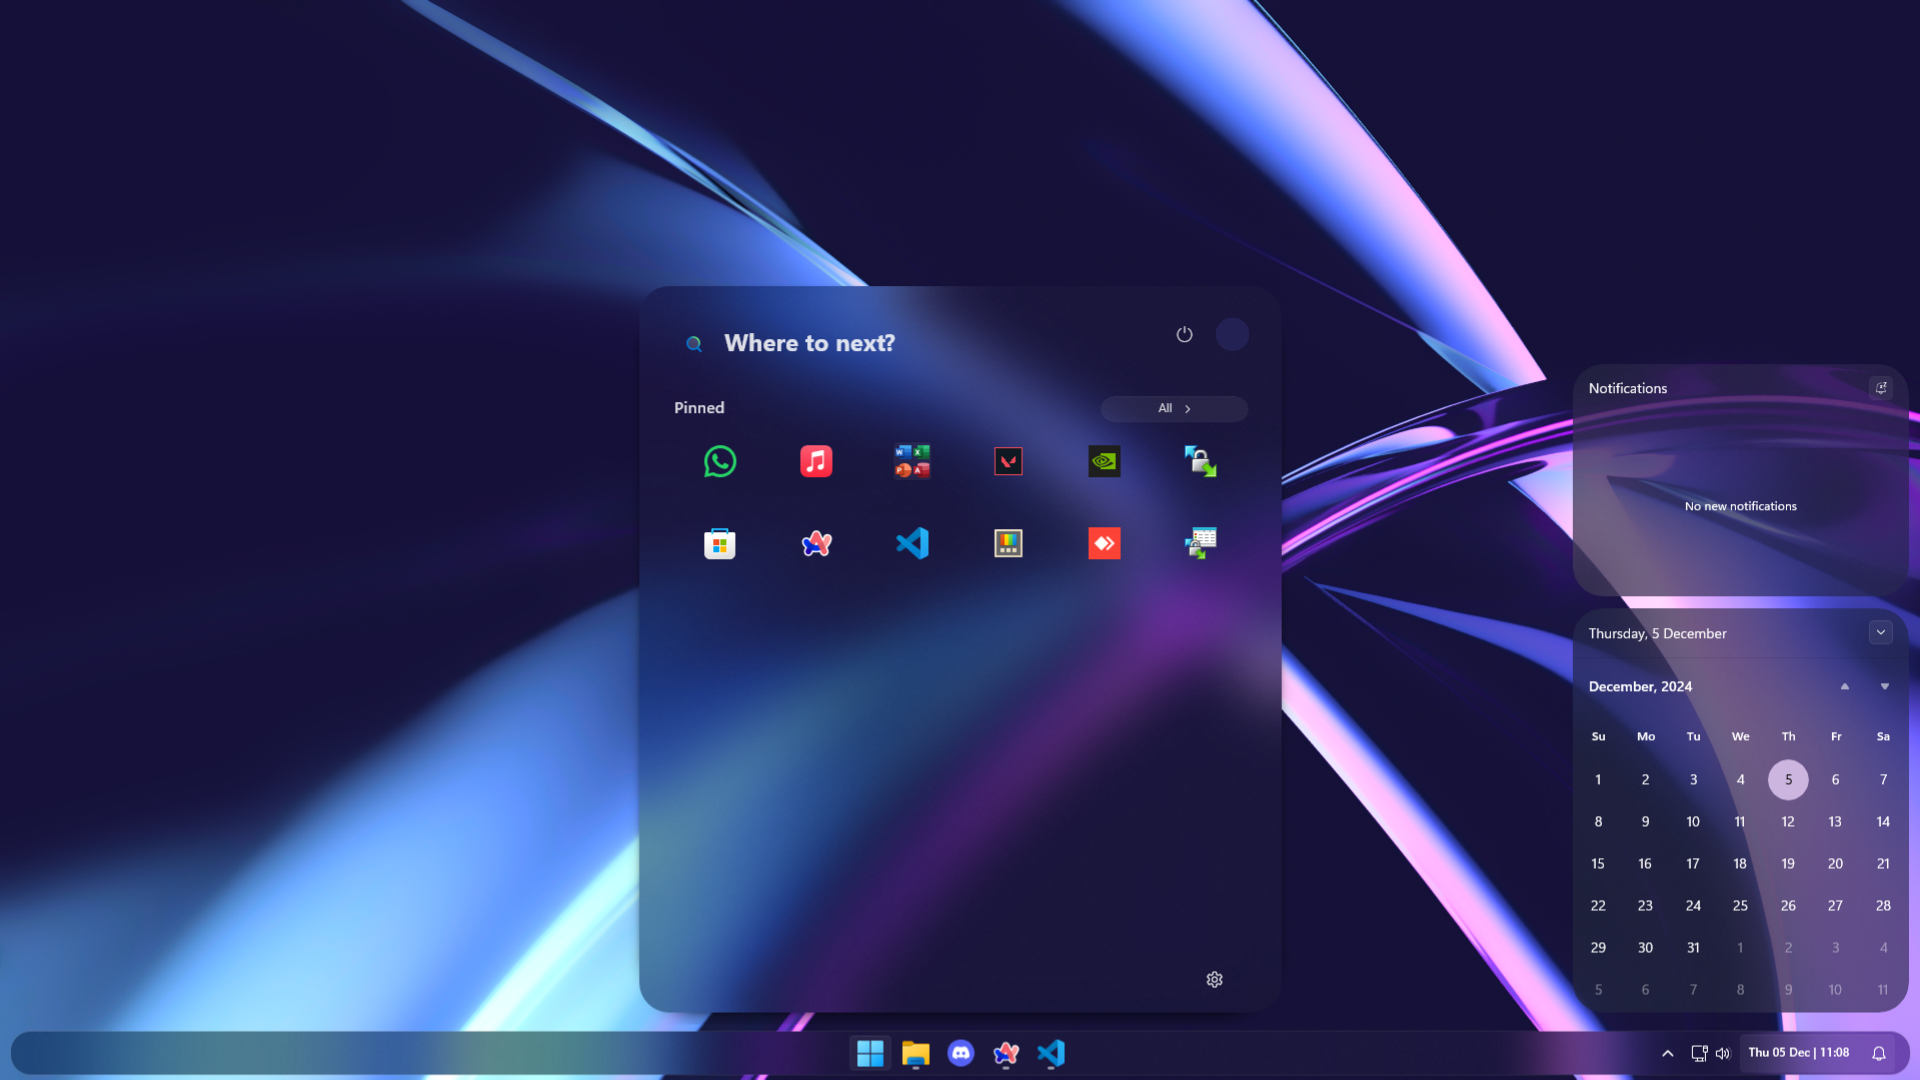 Where to next?
Pinned
All
W X
P A
Notifications
No new notifications
Thursday, 5 December
December, 2024
Su Mo Tu We Th Fr Sa
1 2 3 4 5 6 7
8 9 10 11 12 13 14
15 16 17 18 19 20 21
22 23 24 25 26 27 28
29 30 31 1 2 3 4
5 6 7 8 9 10 11
Thu 05 Dec | 11:08